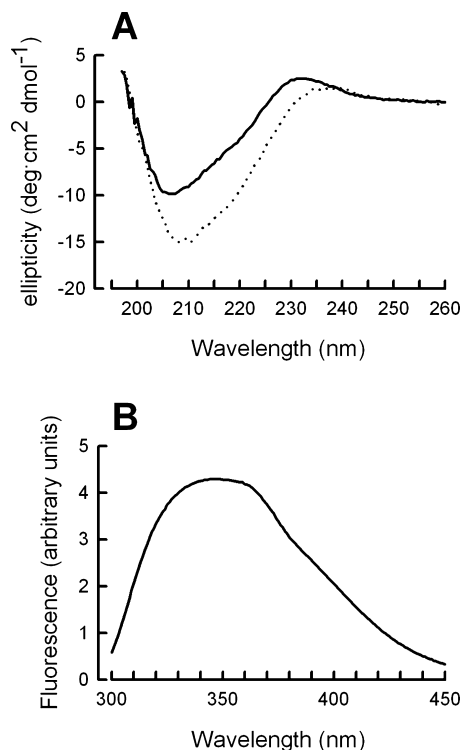 A
ellipticity (deg·cm2 dmol-1)
5
0
-5
-10
-15
-20
200 210 220 230 240 250 260
Wavelength (nm)
B
Fluorescence (arbitrary units)
5
4
3
2
1
0
300 350 400 450
Wavelength (nm)